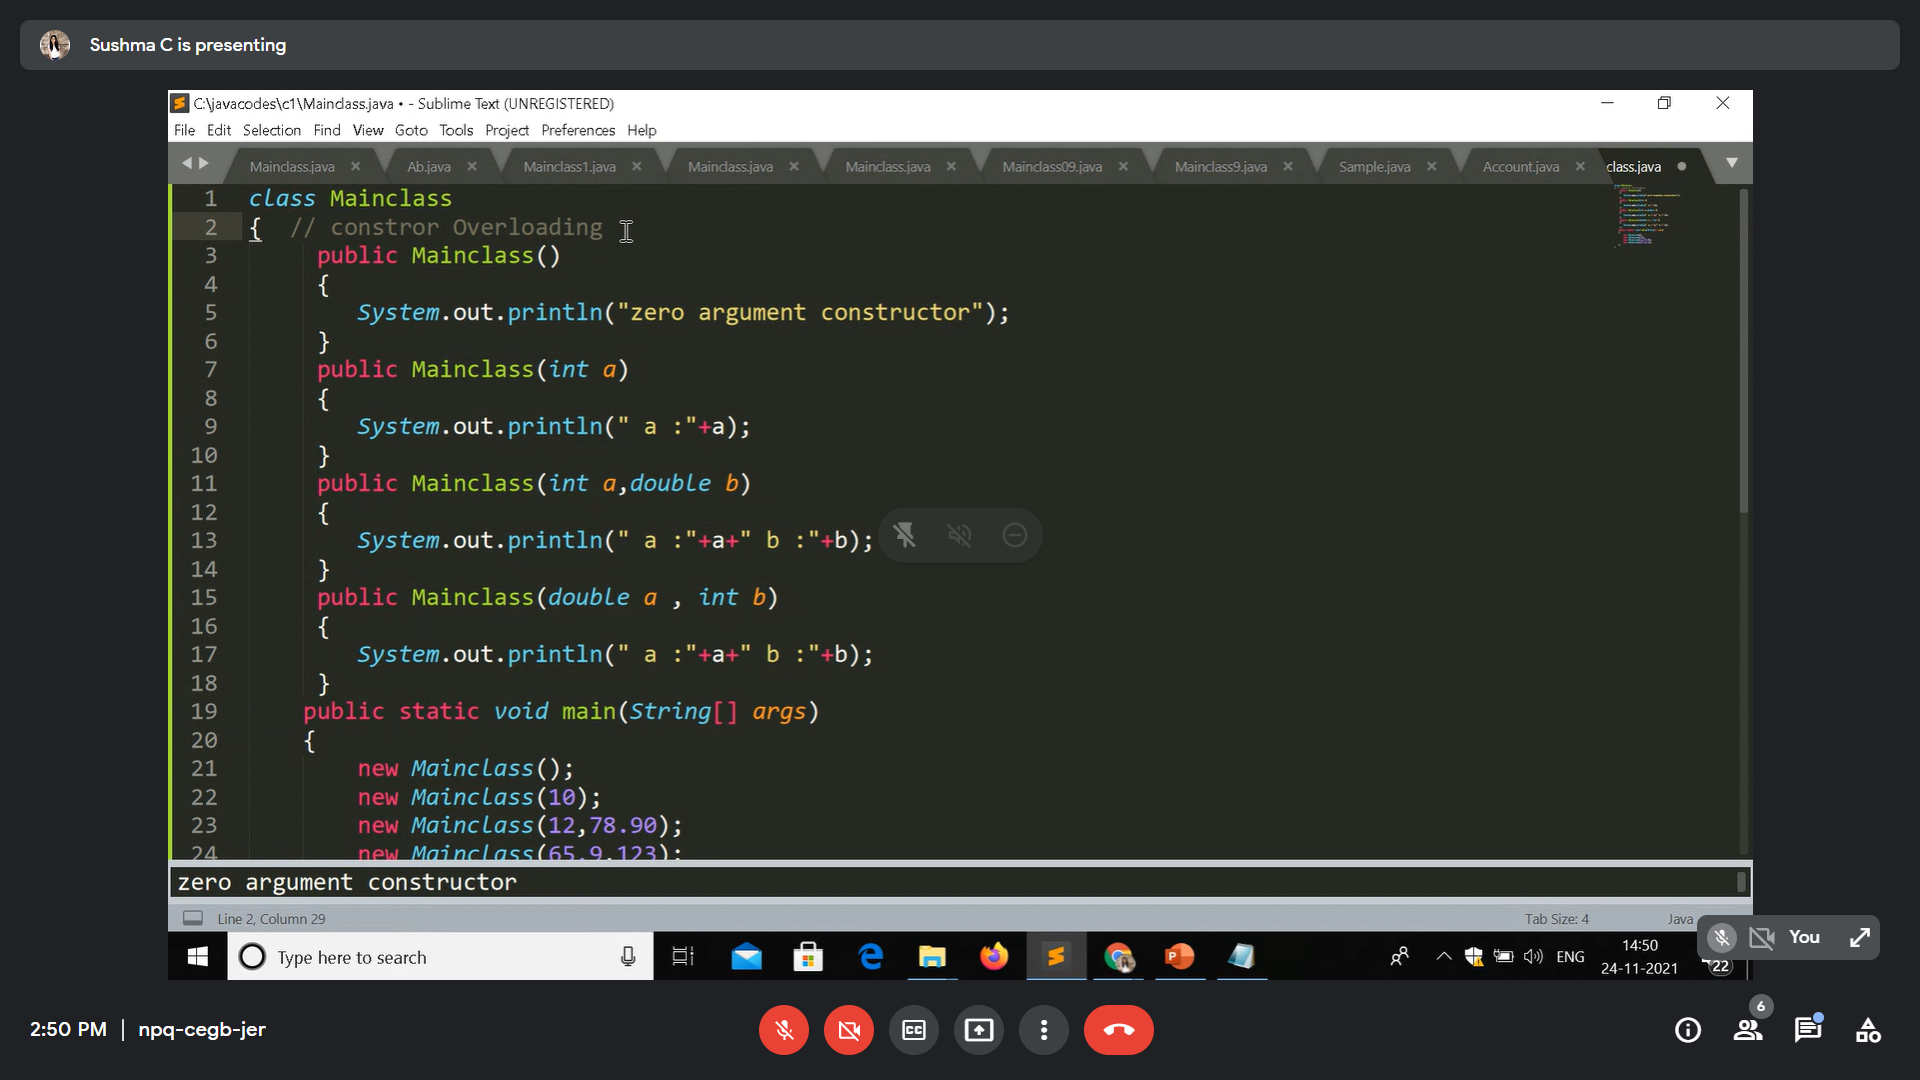 Sushma C is presenting
C:\javacodes\c1\Mainclass.java • - Sublime Text (UNREGISTERED)
File Edit Selection Find View Goto Tools Project Preferences Help
Mainclass.java Ab.java Mainclass1.java Mainclass.java Mainclass.java Mainclass09.java Mainclass9.java Sample.java Account.java class.java
1 class Mainclass
2 { // constror Overloading
3 public Mainclass()
4 {
5 System.out.println("zero argument constructor");
6 }
7 public Mainclass(int a)
8 {
9 System.out.println(" a :"+a);
10 }
11 public Mainclass(int a,double b)
12 {
13 System.out.println(" a :"+a+" b :"+b);
14 }
15 public Mainclass(double a , int b)
16 {
17 System.out.println(" a :"+a+" b :"+b);
18 }
19 public static void main(String[] args)
20 {
21 new Mainclass();
22 new Mainclass(10);
23 new Mainclass(12,78.90);
24 new Mainclass(65.9,123);
zero argument constructor
Line 2, Column 29 Tab Size: 4 Java
You
Type here to search ENG 14:50
24-11-2021 22
6
2:50 PM | npq-cegb-jer CC